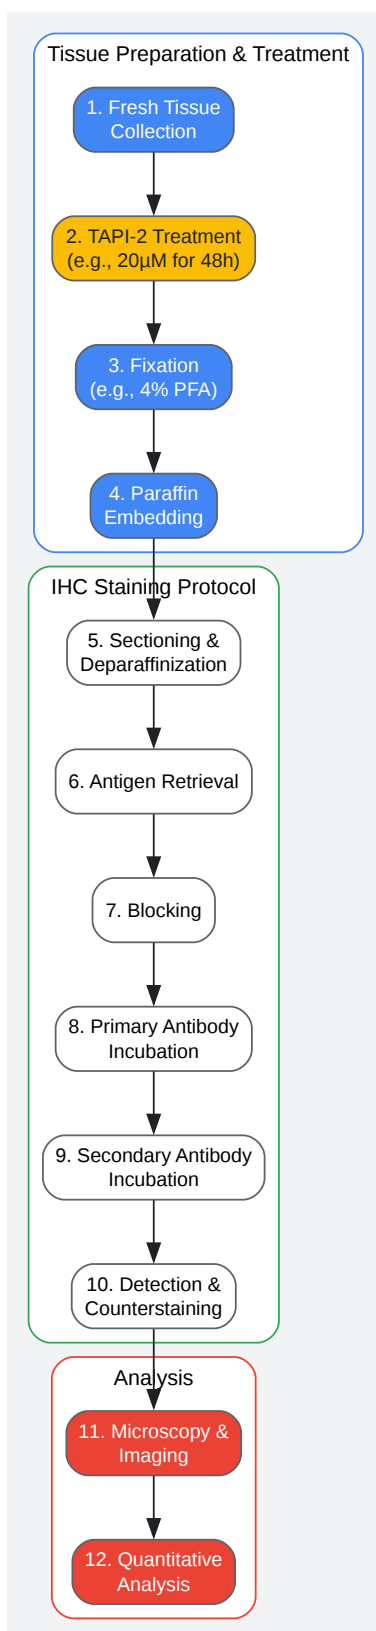 Tissue Preparation & Treatment
1. Fresh Tissue
Collection
2. TAPI-2 Treatment
(e.g., 20µM for 48h)
3. Fixation
(e.g., 4% PFA)
4. Paraffin
Embedding
IHC Staining Protocol
5. Sectioning &
Deparaffinization
6. Antigen Retrieval
7. Blocking
8. Primary Antibody
Incubation
9. Secondary Antibody
Incubation
10. Detection &
Counterstaining
Analysis
11. Microscopy &
Imaging
12. Quantitative
Analysis